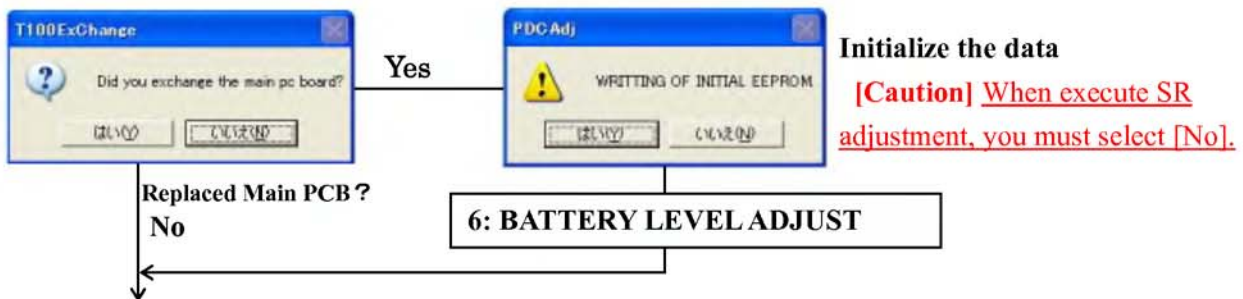 T100ExChange
Did you exchange the main pc board?
はい(Y)
いいえ(N)
Yes
PDCAdj
WRITTING OF INITIAL EEPROM
はい(Y)
いいえ(N)
Initialize the data
[Caution] When execute SR
adjustment, you must select [No].
Replaced Main PCB？
No
6: BATTERY LEVEL ADJUST